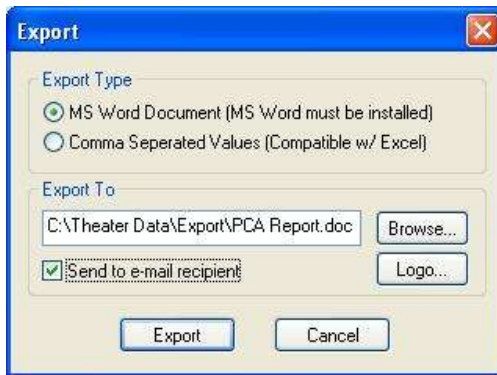 Export
Export Type
MS Word Document (MS Word must be installed)
Comma Seperated Values (Compatible w/ Excel)
Export To
C:\Theater Data\Export\PCA Report.doc
Browse...
Send to e-mail recipient
Logo...
Export
Cancel